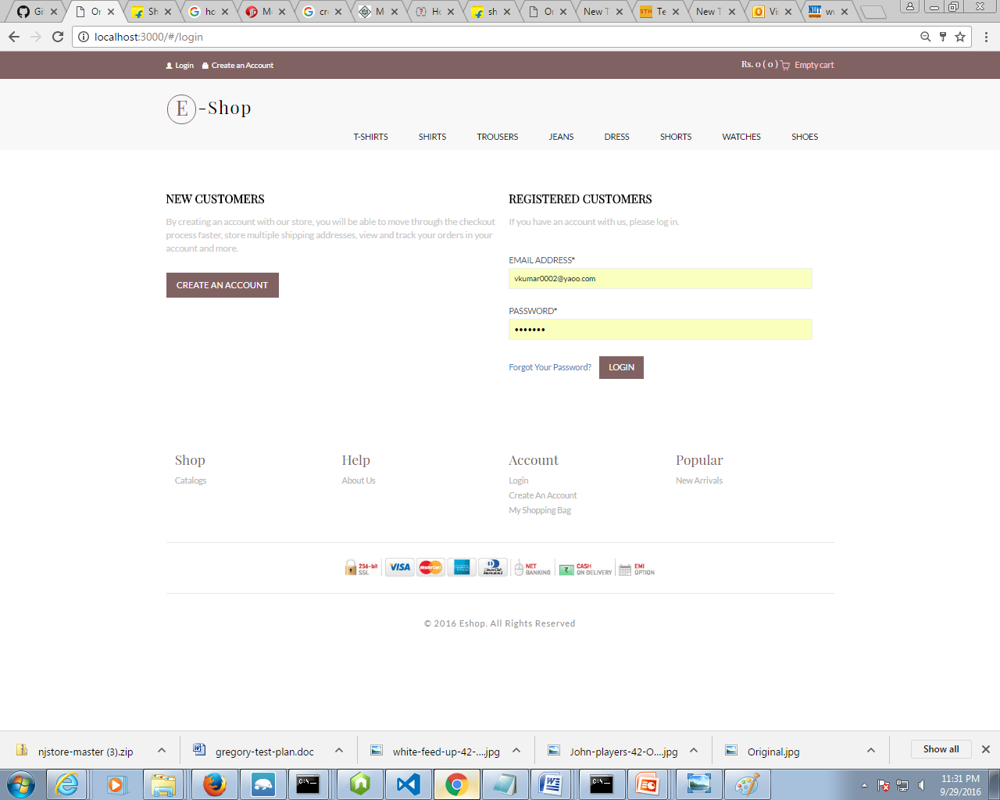 Gi
Or
Sh
G hc
M
G cr
M
Ho
sh
Or
New T
STH Te
New T
Vi
NIIT w
localhost:3000/#/login
Login Create an Account Rs. 0 ( 0 ) Empty cart
E-Shop
T-SHIRTS SHIRTS TROUSERS JEANS DRESS SHORTS WATCHES SHOES
NEW CUSTOMERS
By creating an account with our store, you will be able to move through the checkout
process faster, store multiple shipping addresses, view and track your orders in your
account and more.
CREATE AN ACCOUNT
REGISTERED CUSTOMERS
If you have an account with us, please log in.
EMAIL ADDRESS*
vkumar0002@yaoo.com
PASSWORD*
•••••••
Forgot Your Password? LOGIN
Shop
Catalogs
Help
About Us
Account
Login
Create An Account
My Shopping Bag
Popular
New Arrivals
256-bit
SSL
VISA
MasterCard
NET
BANKING
CASH
ON DELIVERY
EMI
OPTION
© 2016 Eshop. All Rights Reserved
njstore-master (3).zip
gregory-test-plan.doc
white-feed-up-42-....jpg
John-players-42-O....jpg
Original.jpg
Show all
11:31 PM
9/29/2016